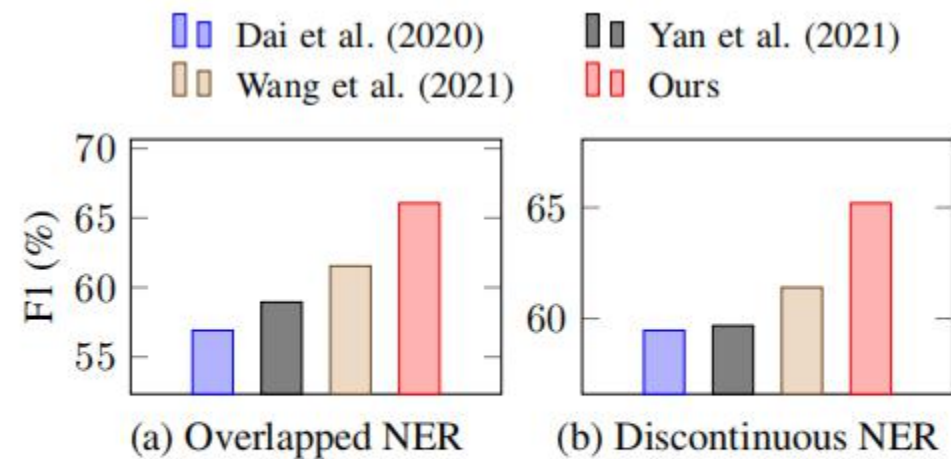 Dai et al. (2020) Yan et al. (2021)
Wang et al. (2021) Ours
F1 (%)
70
65
60
55
65
60
(a) Overlapped NER
(b) Discontinuous NER